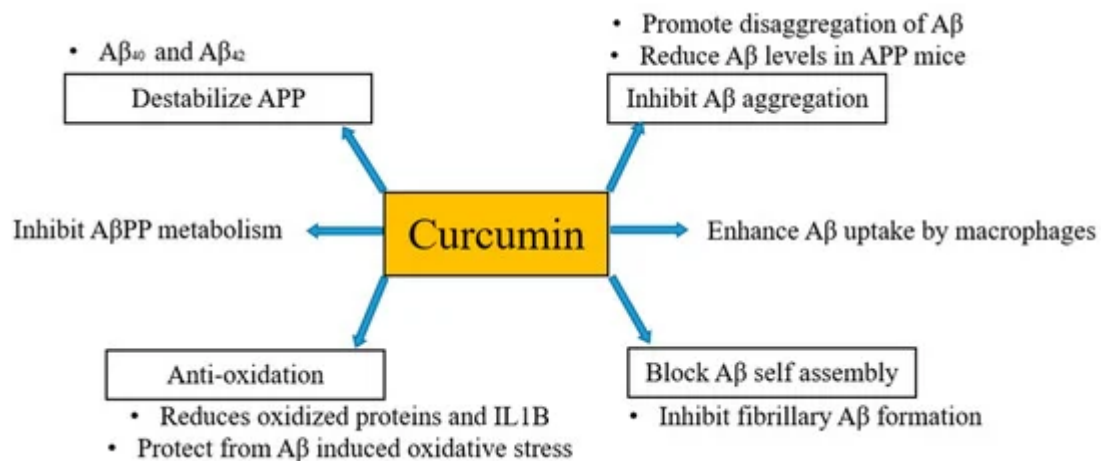 • Aβ₄₀ and Aβ₄₂
Destabilize APP
• Promote disaggregation of Aβ
• Reduce Aβ levels in APP mice
Inhibit Aβ aggregation
Inhibit AβPP metabolism
Curcumin
Enhance Aβ uptake by macrophages
Anti-oxidation
• Reduces oxidized proteins and IL1B
• Protect from Aβ induced oxidative stress
Block Aβ self assembly
• Inhibit fibrillary Aβ formation